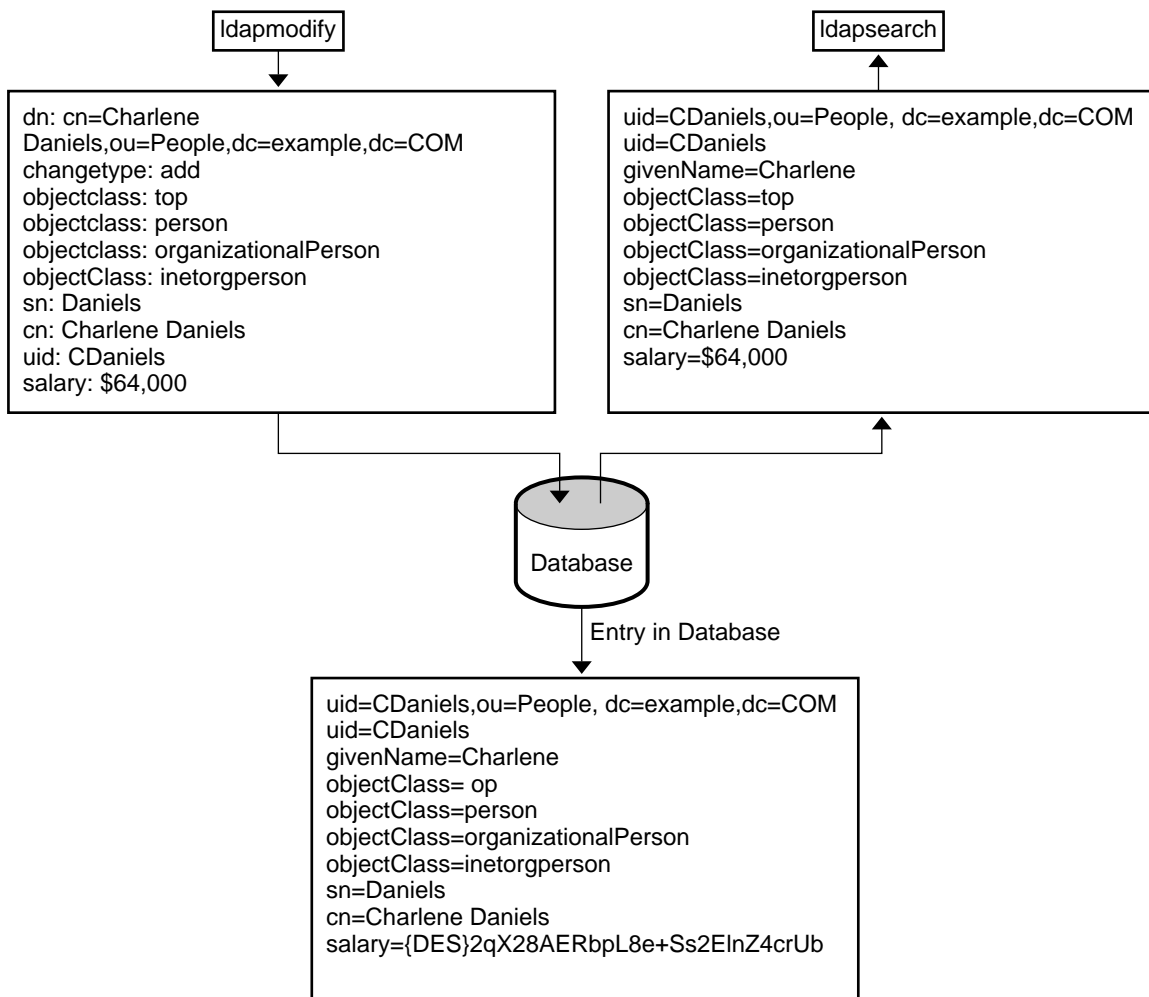 ldapmodify
dn: cn=Charlene
Daniels,ou=People,dc=example,dc=COM
changetype: add
objectclass: top
objectclass: person
objectclass: organizationalPerson
objectClass: inetorgperson
sn: Daniels
cn: Charlene Daniels
uid: CDaniels
salary: $64,000
ldapsearch
uid=CDaniels,ou=People, dc=example,dc=COM
uid=CDaniels
givenName=Charlene
objectClass=top
objectClass=person
objectClass=organizationalPerson
objectClass=inetorgperson
sn=Daniels
cn=Charlene Daniels
salary=$64,000
Database
Entry in Database
uid=CDaniels,ou=People, dc=example,dc=COM
uid=CDaniels
givenName=Charlene
objectClass= op
objectClass=person
objectClass=organizationalPerson
objectClass=inetorgperson
sn=Daniels
cn=Charlene Daniels
salary={DES}2qX28AERbpL8e+Ss2ElnZ4crUb